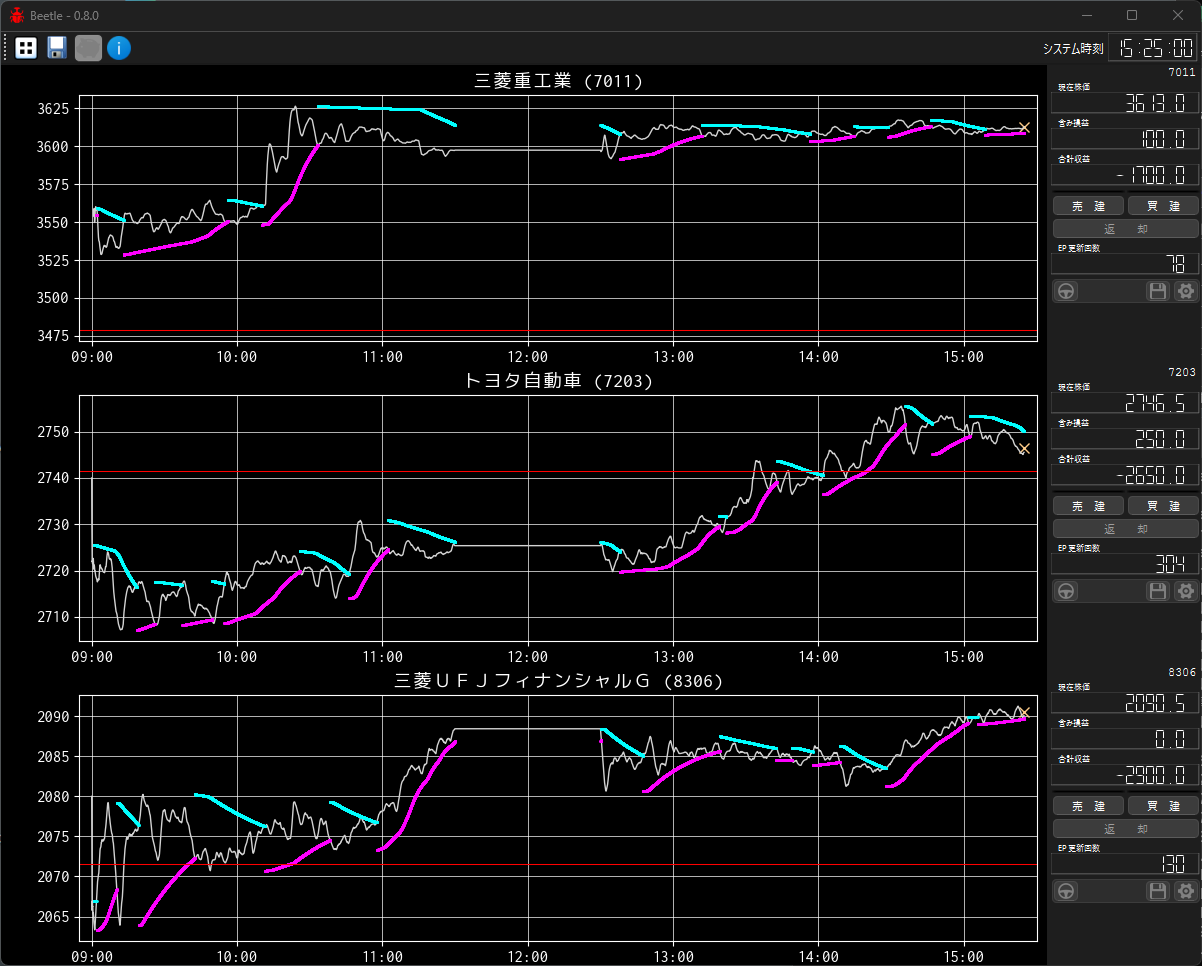 Beetle - 0.8.0
システム時刻 15:25:00
三菱重工業 (7011)
3625
3600
3575
3550
3525
3500
3475
09:00 10:00 11:00 12:00 13:00 14:00 15:00
7011
現在株価
3613.0
含み損益
100.0
合計収益
-1700.0
売 建 買 建
返 却
EP 更新回数
78
トヨタ自動車 (7203)
2750
2740
2730
2720
2710
09:00 10:00 11:00 12:00 13:00 14:00 15:00
7203
現在株価
2746.5
含み損益
250.0
合計収益
-2650.0
売 建 買 建
返 却
EP 更新回数
304
三菱ＵＦＪフィナンシャルＧ (8306)
2090
2085
2080
2075
2070
2065
09:00 10:00 11:00 12:00 13:00 14:00 15:00
8306
現在株価
2090.5
含み損益
0.0
合計収益
-2900.0
売 建 買 建
返 却
EP 更新回数
130